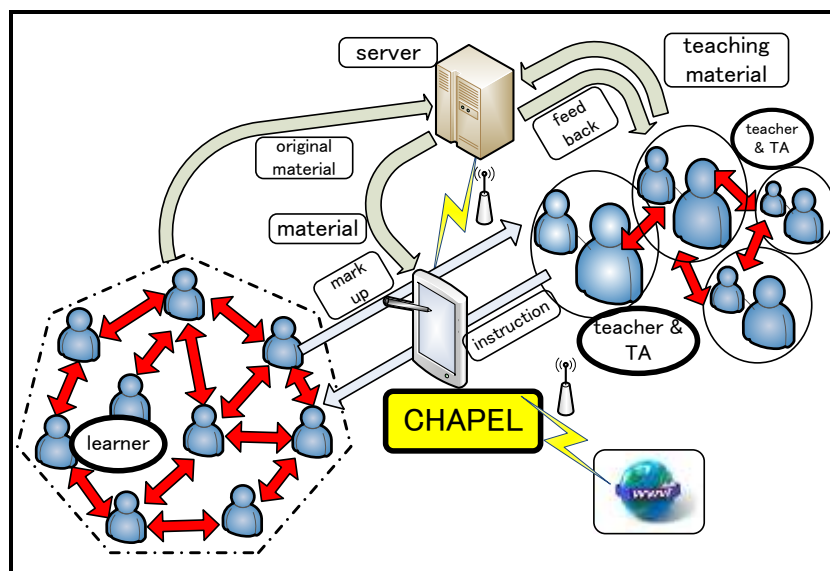 server
teaching
material
feed
back
teacher
& TA
original
material
material
mark
up
instruction
teacher &
TA
CHAPEL
learner
www